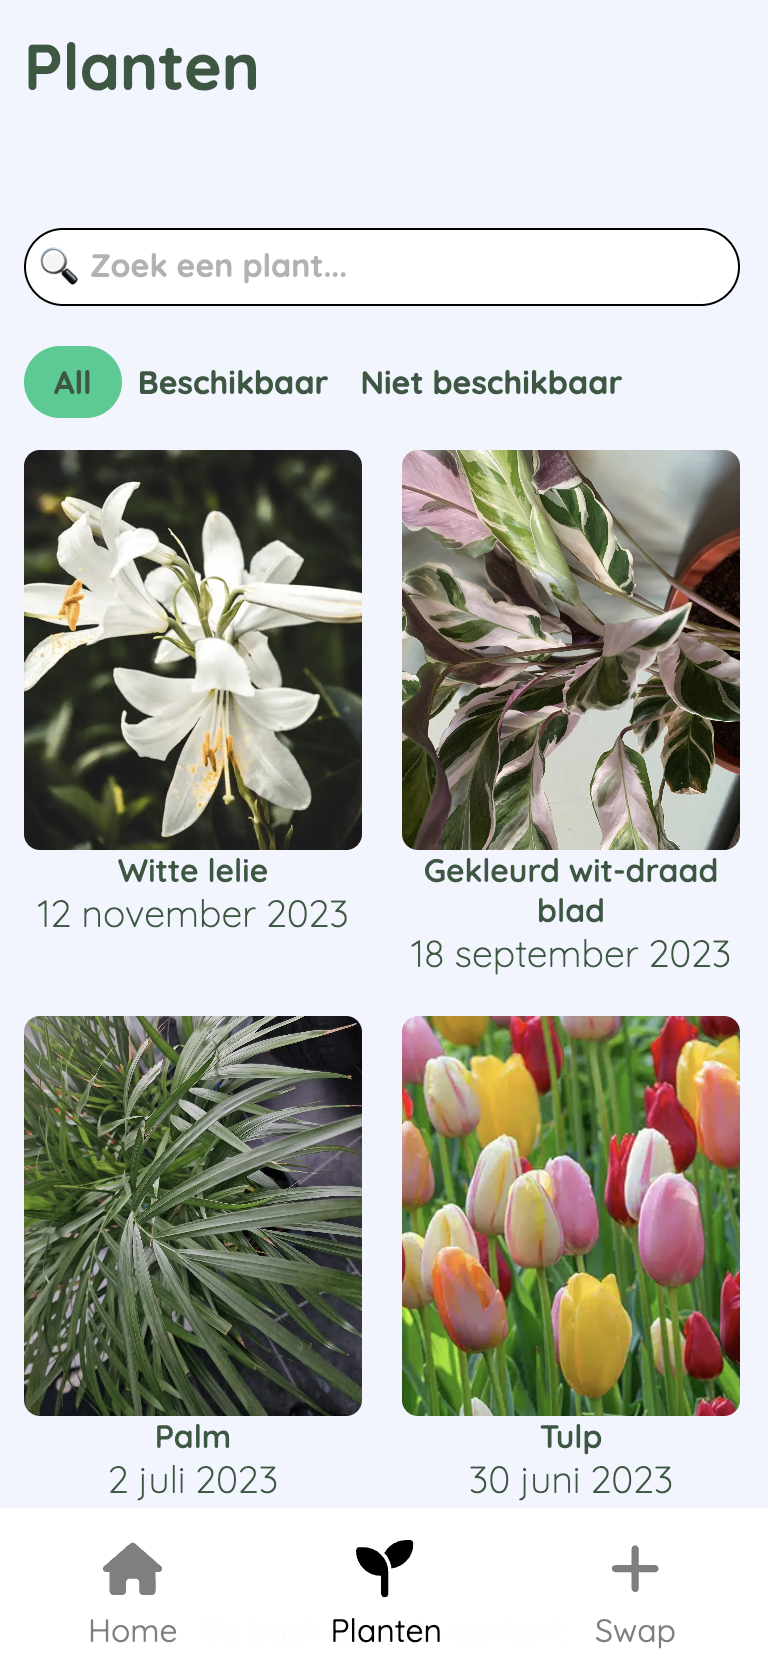 Planten
Zoek een plant...
All Beschikbaar Niet beschikbaar
Witte lelie
12 november 2023
Gekleurd wit-draad
blad
18 september 2023
Palm
2 juli 2023
Tulp
30 juni 2023
Home Planten Swap